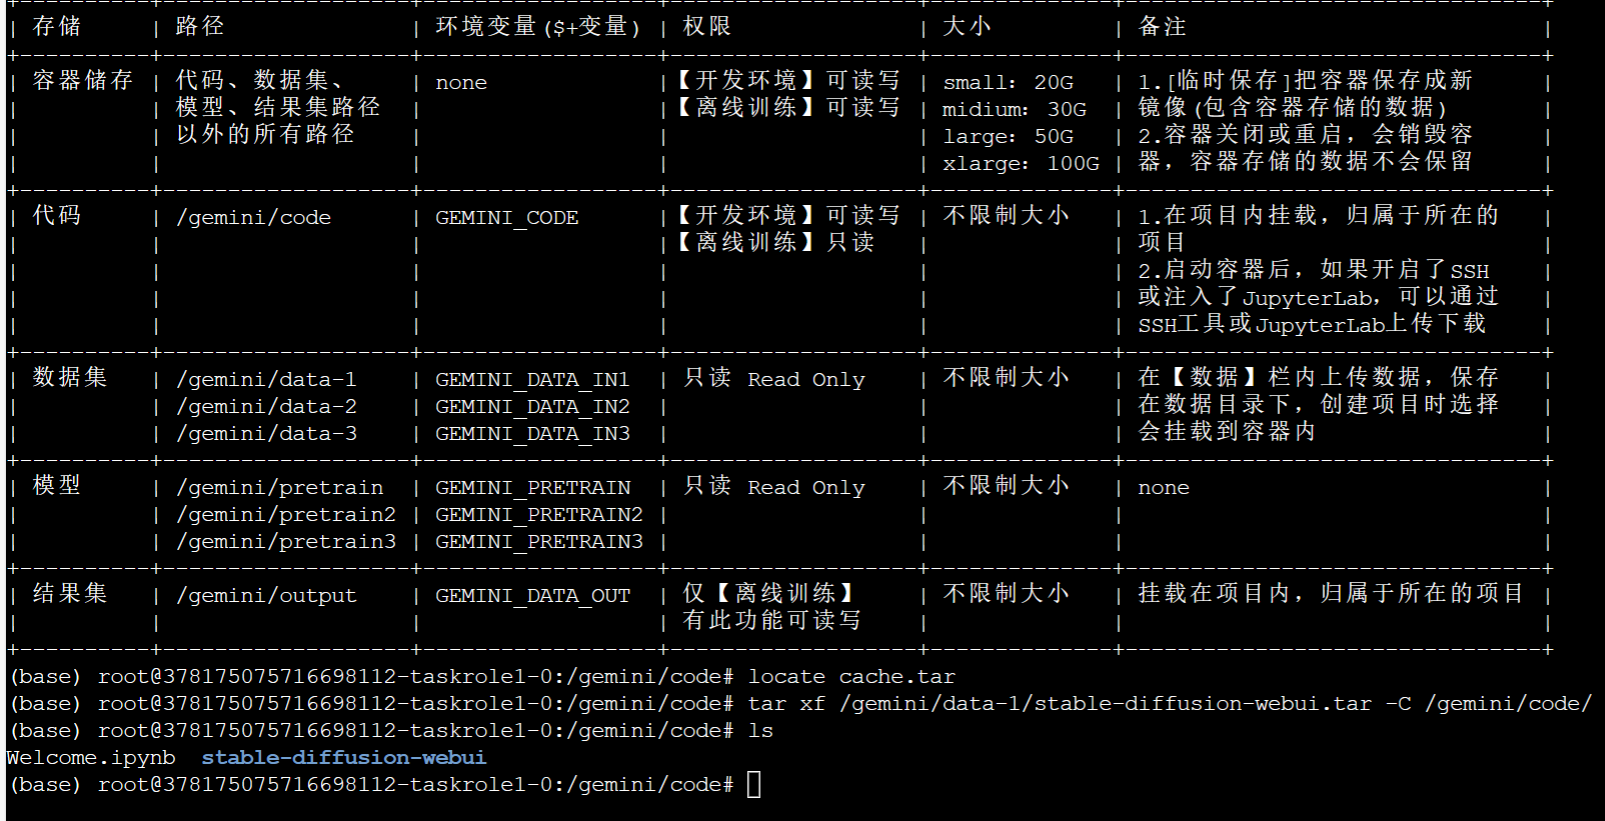 +----------+-------------------+------------------+-------------------+--------------+--------------------------------+
| 存储 | 路径 | 环境变量($+变量) | 权限 | 大小 | 备注 |
+----------+-------------------+------------------+-------------------+--------------+--------------------------------+
| 容器储存 | 代码、数据集、 | none |【开发环境】可读写 | small: 20G | 1.[临时保存]把容器保存成新 |
| | 模型、结果集路径 | |【离线训练】可读写 | midium: 30G | 镜像(包含容器存储的数据) |
| | 以外的所有路径 | | | large: 50G | 2.容器关闭或重启，会销毁容 |
| | | | | xlarge: 100G | 器，容器存储的数据不会保留 |
+----------+-------------------+------------------+-------------------+--------------+--------------------------------+
| 代码 | /gemini/code | GEMINI_CODE |【开发环境】可读写 | 不限制大小 | 1.在项目内挂载，归属于所在的 |
| | | |【离线训练】只读 | | 项目 |
| | | | | | 2.启动容器后，如果开启了SSH |
| | | | | | 或注入了JupyterLab，可以通过 |
| | | | | | SSH工具或JupyterLab上传下载 |
+----------+-------------------+------------------+-------------------+--------------+--------------------------------+
| 数据集 | /gemini/data-1 | GEMINI_DATA_IN1 | 只读 Read Only | 不限制大小 | 在【数据】栏内上传数据，保存 |
| | /gemini/data-2 | GEMINI_DATA_IN2 | | | 在数据目录下，创建项目时选择 |
| | /gemini/data-3 | GEMINI_DATA_IN3 | | | 会挂载到容器内 |
+----------+-------------------+------------------+-------------------+--------------+--------------------------------+
| 模型 | /gemini/pretrain | GEMINI_PRETRAIN | 只读 Read Only | 不限制大小 | none |
| | /gemini/pretrain2 | GEMINI_PRETRAIN2 | | | |
| | /gemini/pretrain3 | GEMINI_PRETRAIN3 | | | |
+----------+-------------------+------------------+-------------------+--------------+--------------------------------+
| 结果集 | /gemini/output | GEMINI_DATA_OUT | 仅【离线训练】 | 不限制大小 | 挂载在项目内，归属于所在的项目 |
| | | | 有此功能可读写 | | |
+----------+-------------------+------------------+-------------------+--------------+--------------------------------+
(base) root@378175075716698112-taskrole1-0:/gemini/code# locate cache.tar
(base) root@378175075716698112-taskrole1-0:/gemini/code# tar xf /gemini/data-1/stable-diffusion-webui.tar -C /gemini/code/
(base) root@378175075716698112-taskrole1-0:/gemini/code# ls
Welcome.ipynb stable-diffusion-webui
(base) root@378175075716698112-taskrole1-0:/gemini/code#